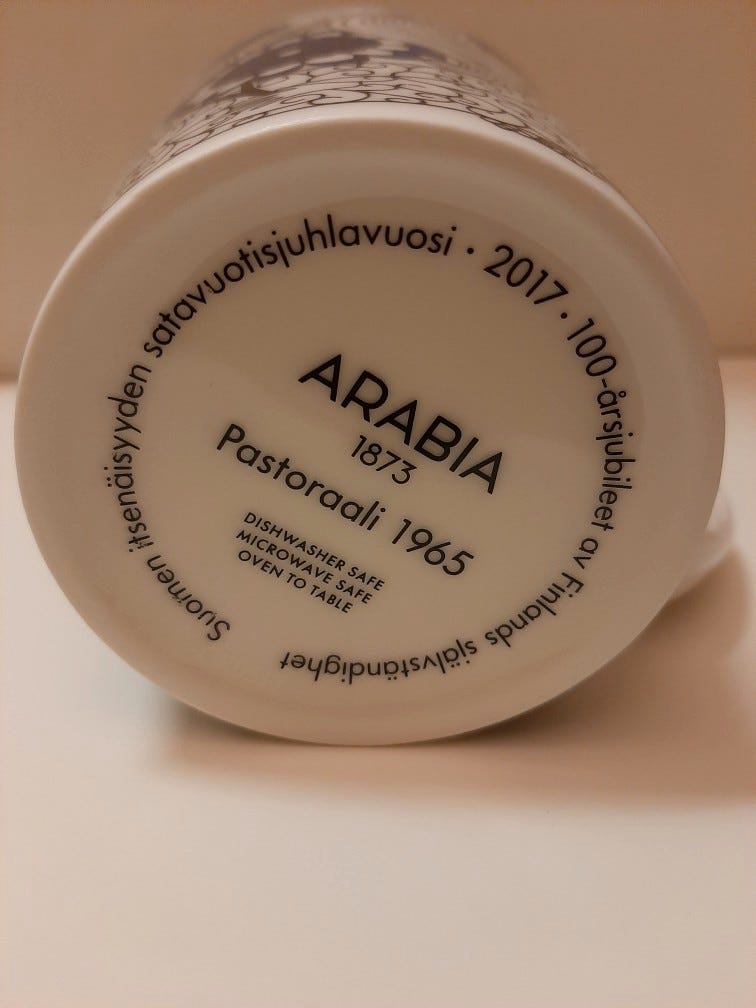 Suomen itsenäisyyden satavuotisjuhlavuosi · 2017 · 100-årsjubileet av Finlands självständighet
ARABIA
1873
Pastoraali 1965
DISHWASHER SAFE
MICROWAVE SAFE
OVEN TO TABLE